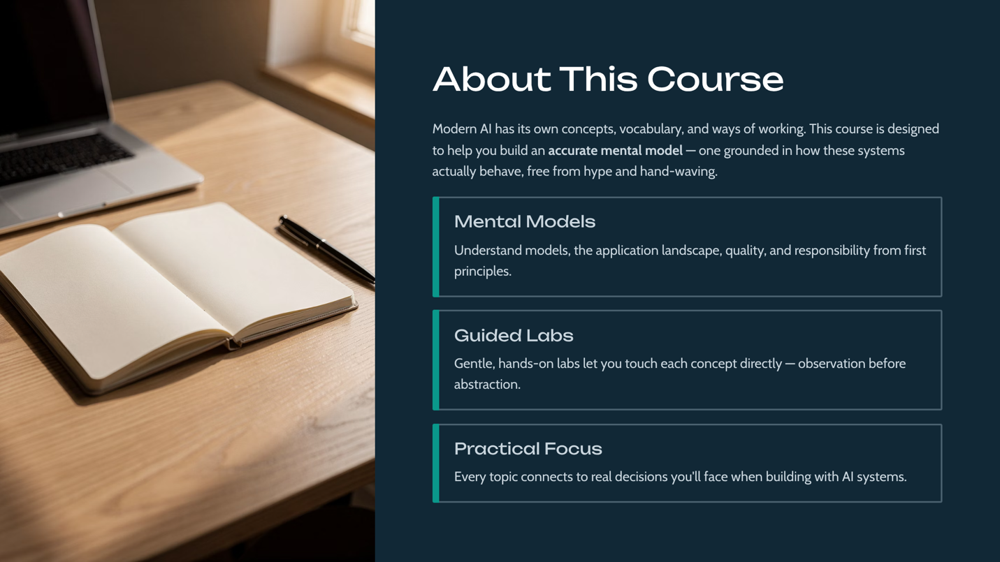 About This Course
Modern AI has its own concepts, vocabulary, and ways of working. This course is designed
to help you build an accurate mental model — one grounded in how these systems
actually behave, free from hype and hand-waving.
Mental Models
Understand models, the application landscape, quality, and responsibility from first
principles.
Guided Labs
Gentle, hands-on labs let you touch each concept directly — observation before
abstraction.
Practical Focus
Every topic connects to real decisions you'll face when building with AI systems.